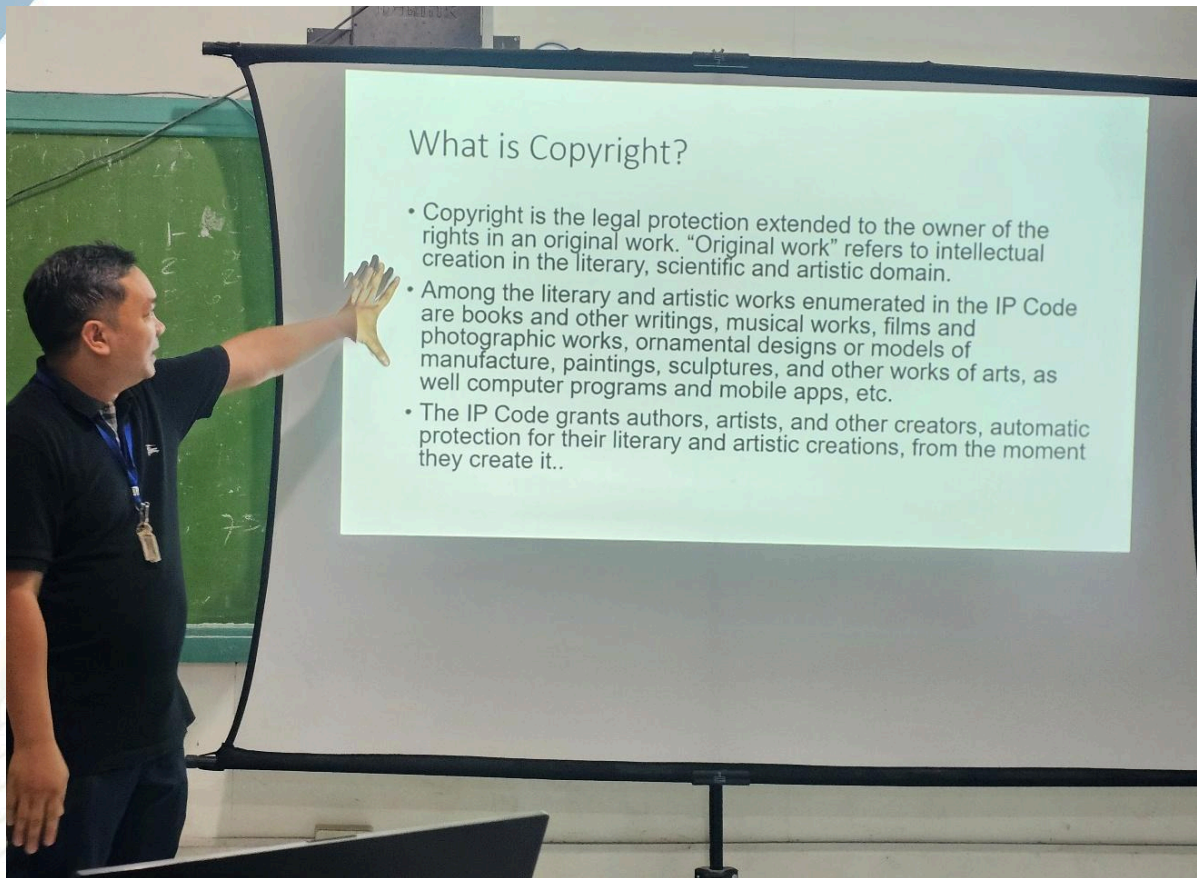 What is Copyright?
• Copyright is the legal protection extended to the owner of the
rights in an original work. “Original work” refers to intellectual
creation in the literary, scientific and artistic domain.
• Among the literary and artistic works enumerated in the IP Code
are books and other writings, musical works, films and
photographic works, ornamental designs or models of
manufacture, paintings, sculptures, and other works of arts, as
well computer programs and mobile apps, etc.
• The IP Code grants authors, artists, and other creators, automatic
protection for their literary and artistic creations, from the moment
they create it..